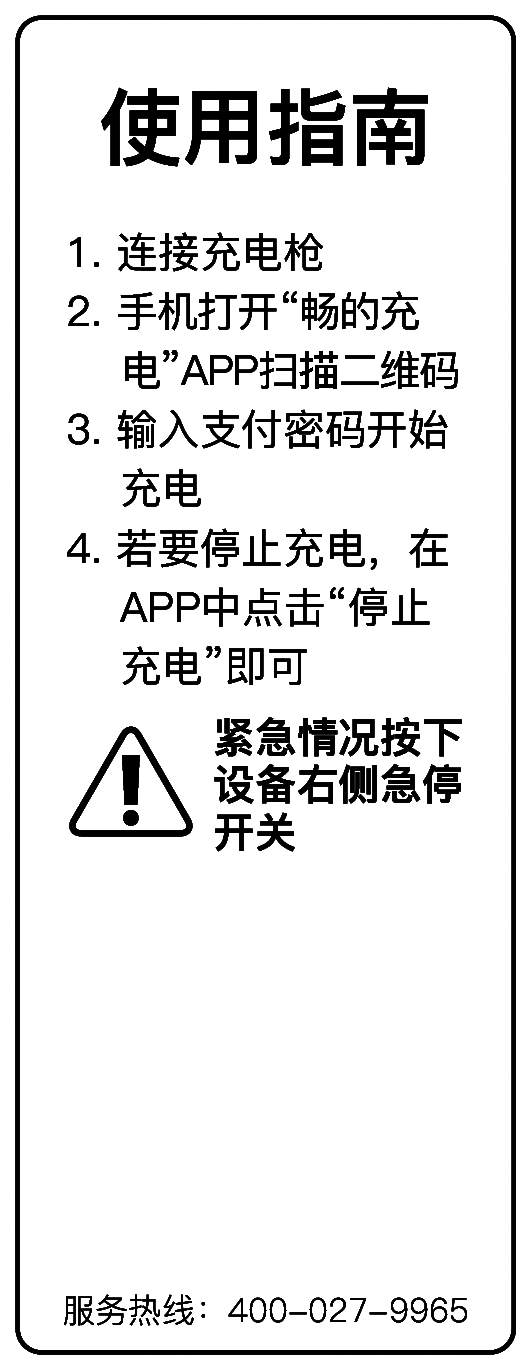 使用指南
1. 连接充电枪
2. 手机打开“畅的充
电”APP扫描二维码
3. 输入支付密码开始
充电
4. 若要停止充电，在
APP中点击“停止
充电”即可
紧急情况按下
设备右侧急停
开关
服务热线：400-027-9965